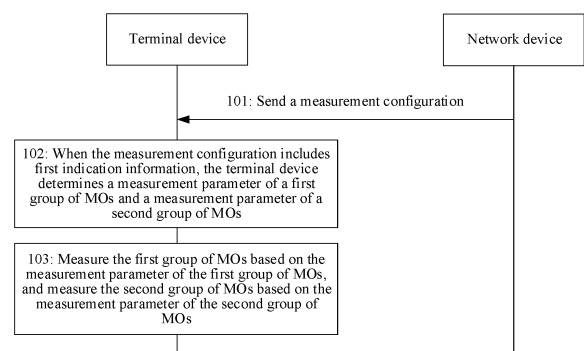 Terminal device
Network device
101: Send a measurement configuration
102: When the measurement configuration includes
first indication information, the terminal device
determines a measurement parameter of a first
group of MOs and a measurement parameter of a
second group of MOs
103: Measure the first group of MOs based on the
measurement parameter of the first group of MOs,
and measure the second group of MOs based on the
measurement parameter of the second group of
MOs